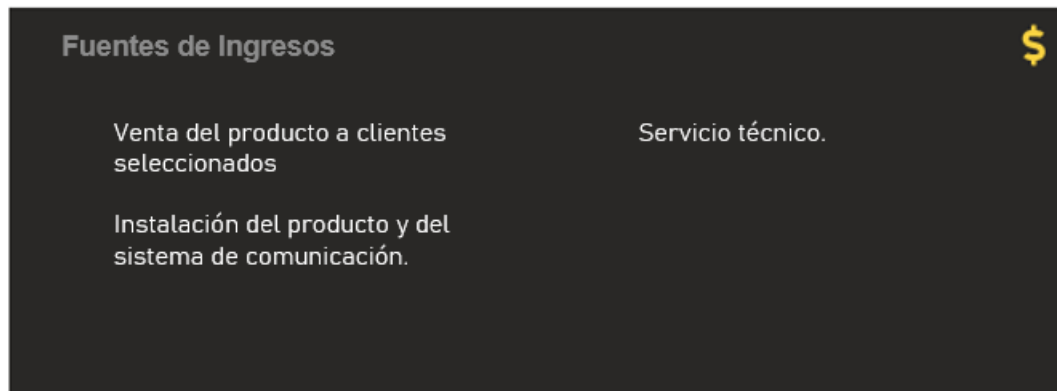 Fuentes de Ingresos
$
Venta del producto a clientes
seleccionados
Instalación del producto y del
sistema de comunicación.
Servicio técnico.